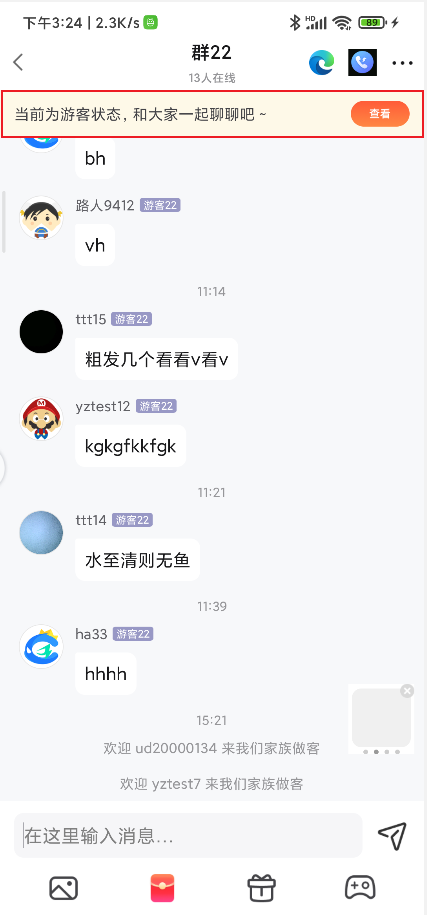 下午3:24 | 2.3K/s
HD
89
群22
13人在线
当前为游客状态，和大家一起聊聊吧 ~
查看
bh
路人9412 游客22
vh
11:14
ttt15 游客22
粗发几个看看v看v
yztest12 游客22
kgkgfkkfgk
11:21
ttt14 游客22
水至清则无鱼
11:39
ha33 游客22
hhhh
15:21
欢迎 ud20000134 来我们家族做客
欢迎 yztest7 来我们家族做客
在这里输入消息...